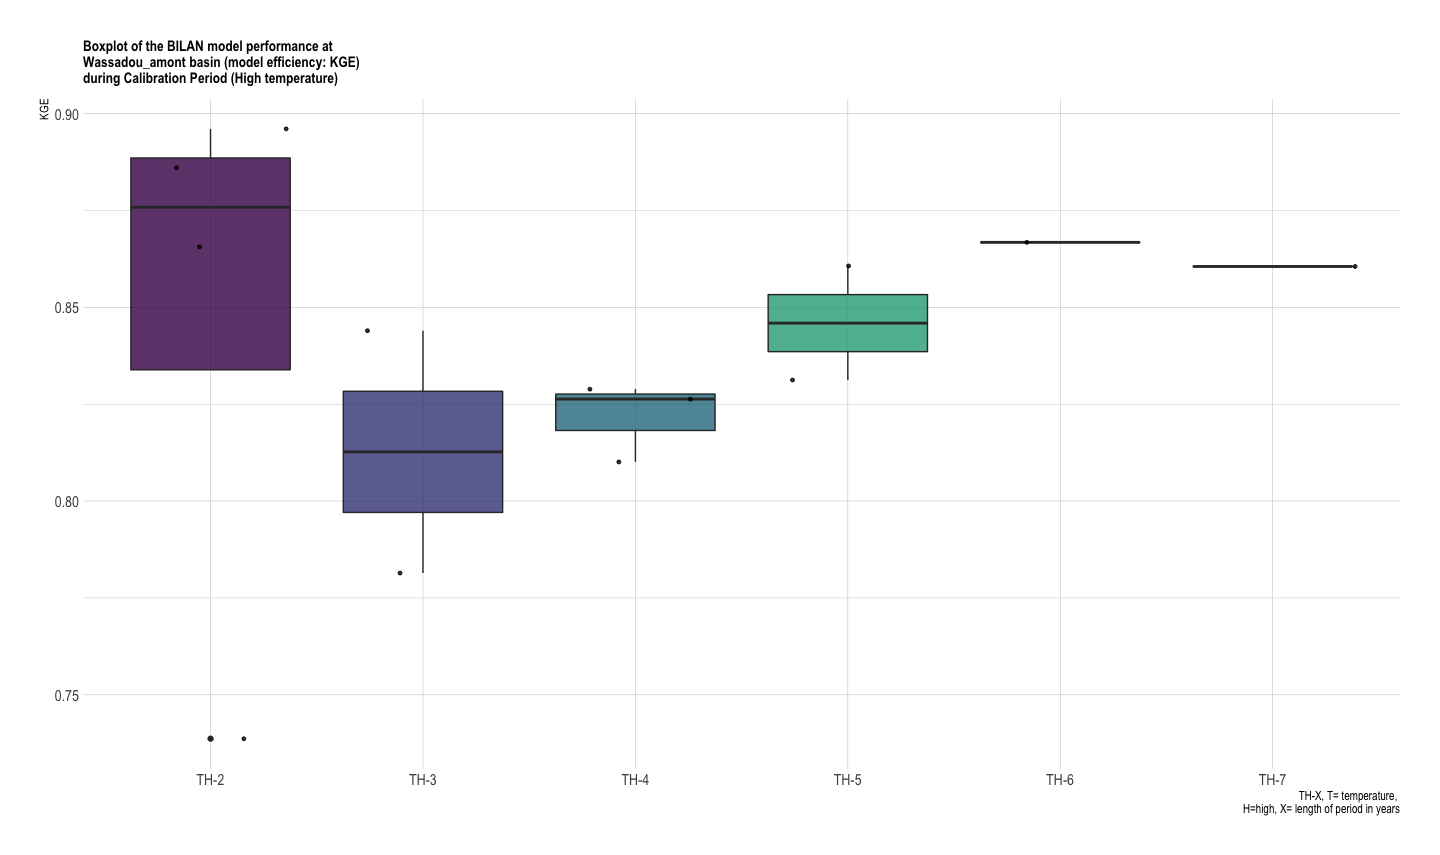 Boxplot of the BILAN model performance at
Wassadou_amont basin (model efficiency: KGE)
during Calibration Period (High temperature)
KGE
0.90
0.85
0.80
0.75
TH-2 TH-3 TH-4 TH-5 TH-6 TH-7
TH-X, T= temperature,
H=high, X= length of period in years